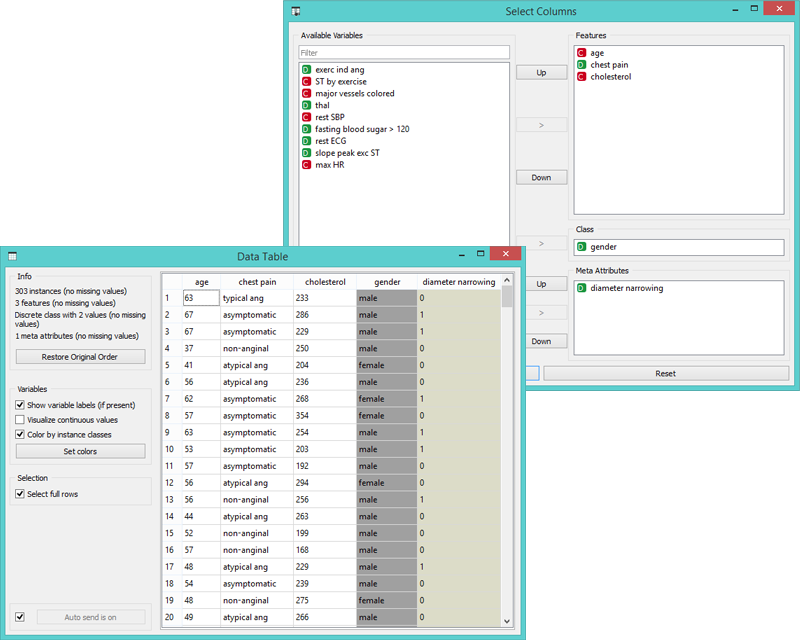 Select Columns
Available Variables
Filter
D exerc ind ang
C ST by exercise
C major vessels colored
D thal
C rest SBP
D fasting blood sugar > 120
D rest ECG
D slope peak exc ST
C max HR
Up
>
Down
>
Up
>
Down
Features
C age
D chest pain
C cholesterol
Class
D gender
Meta Attributes
D diameter narrowing
Reset
Data Table
Info
303 instances (no missing values)
3 features (no missing values)
Discrete class with 2 values (no missing
values)
1 meta attributes (no missing values)
Restore Original Order
Variables
Show variable labels (if present)
Visualize continuous values
Color by instance classes
Set colors
Selection
Select full rows
Auto send is on
age chest pain cholesterol gender diameter narrowing
1 63 typical ang 233 male 0
2 67 asymptomatic 286 male 1
3 67 asymptomatic 229 male 1
4 37 non-anginal 250 male 0
5 41 atypical ang 204 female 0
6 56 atypical ang 236 male 0
7 62 asymptomatic 268 female 1
8 57 asymptomatic 354 female 0
9 63 asymptomatic 254 male 1
10 53 asymptomatic 203 male 1
11 57 asymptomatic 192 male 0
12 56 atypical ang 294 female 0
13 56 non-anginal 256 male 1
14 44 atypical ang 263 male 0
15 52 non-anginal 199 male 0
16 57 non-anginal 168 male 0
17 48 atypical ang 229 male 1
18 54 asymptomatic 239 male 0
19 48 non-anginal 275 female 0
20 49 atypical ang 266 male 0